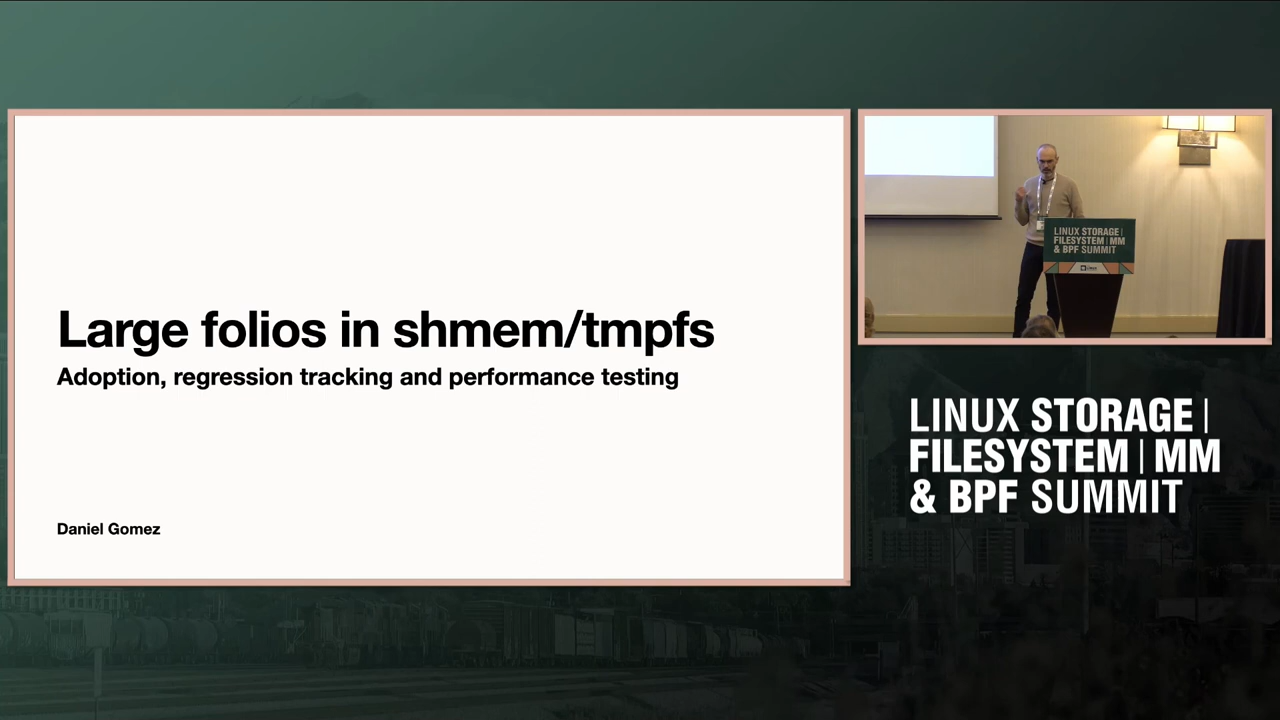 Large folios in shmem/tmpfs
Adoption, regression tracking and performance testing
Daniel Gomez
LINUX STORAGE |
FILESYSTEM | MM
& BPF SUMMIT
LINUX STORAGE |
FILESYSTEM | MM
& BPF SUMMIT